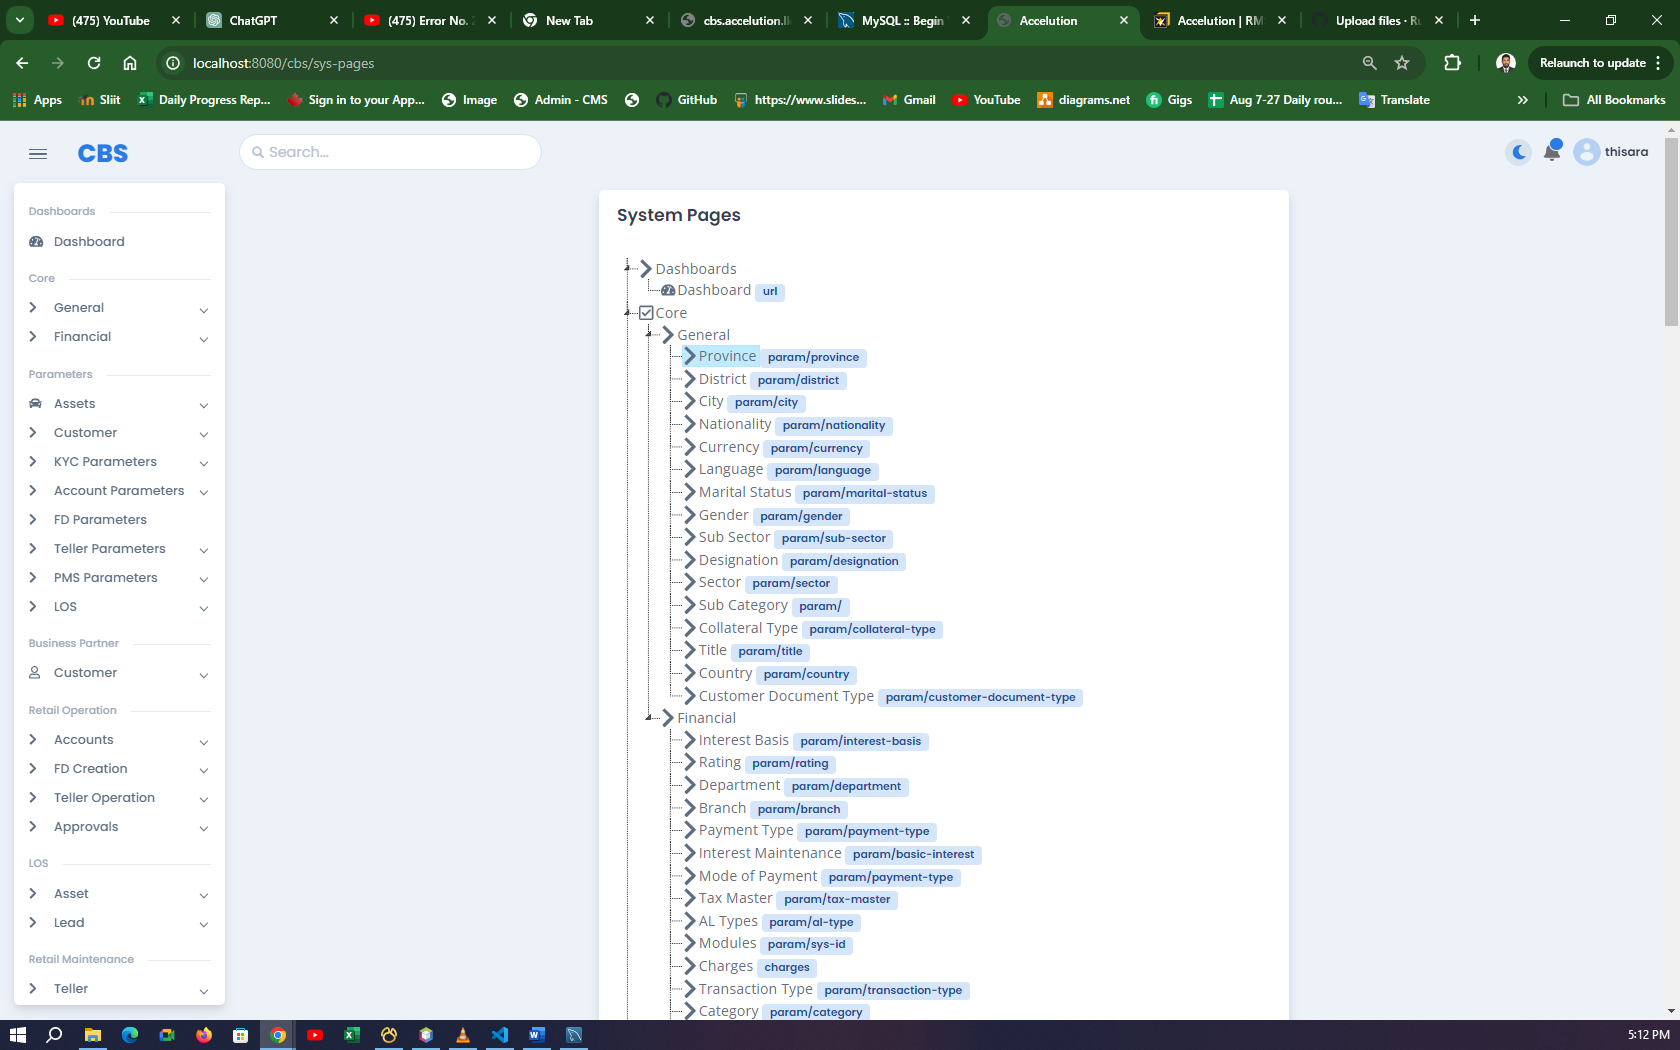 (475) YouTube
ChatGPT
(475) Error No. 2
New Tab
cbs.accelution.lk
MySQL :: Begin
Accelution
Accelution | RM
Upload files · Ru
localhost:8080/cbs/sys-pages
Relaunch to update
Apps
Sliit
Daily Progress Rep...
Sign in to your App...
Image
Admin - CMS
GitHub
https://www.slides...
Gmail
YouTube
diagrams.net
Gigs
Aug 7-27 Daily rou...
Translate
All Bookmarks
CBS
Search...
thisara
Dashboards
Dashboard
Core
General
Financial
Parameters
Assets
Customer
KYC Parameters
Account Parameters
FD Parameters
Teller Parameters
PMS Parameters
LOS
Business Partner
Customer
Retail Operation
Accounts
FD Creation
Teller Operation
Approvals
LOS
Asset
Lead
Retail Maintenance
Teller
System Pages
Dashboards
Dashboard url
Core
General
Province param/province
District param/district
City param/city
Nationality param/nationality
Currency param/currency
Language param/language
Marital Status param/marital-status
Gender param/gender
Sub Sector param/sub-sector
Designation param/designation
Sector param/sector
Sub Category param/
Collateral Type param/collateral-type
Title param/title
Country param/country
Customer Document Type param/customer-document-type
Financial
Interest Basis param/interest-basis
Rating param/rating
Department param/department
Branch param/branch
Payment Type param/payment-type
Interest Maintenance param/basic-interest
Mode of Payment param/payment-type
Tax Master param/tax-master
AL Types param/al-type
Modules param/sys-id
Charges charges
Transaction Type param/transaction-type
Category param/category
5:12 PM